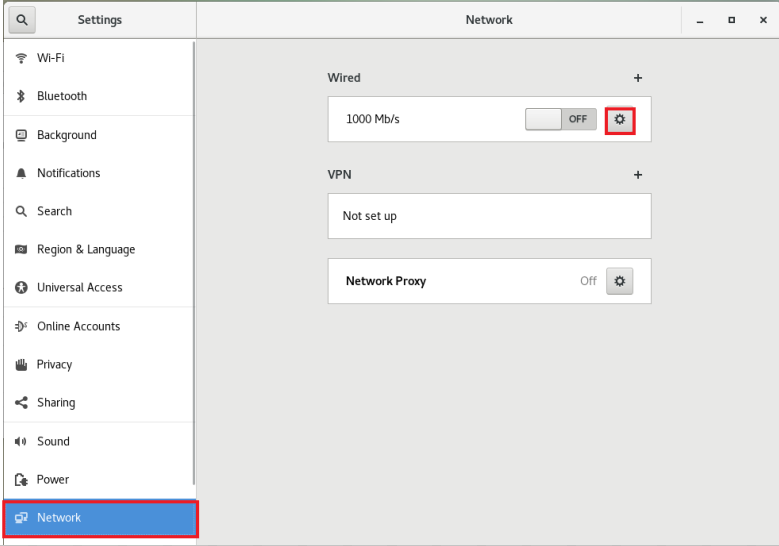 Settings
Network
Wi-Fi
Bluetooth
Background
Notifications
Search
Region & Language
Universal Access
Online Accounts
Privacy
Sharing
Sound
Power
Network
Wired
+
1000 Mb/s OFF
VPN
+
Not set up
Network Proxy Off